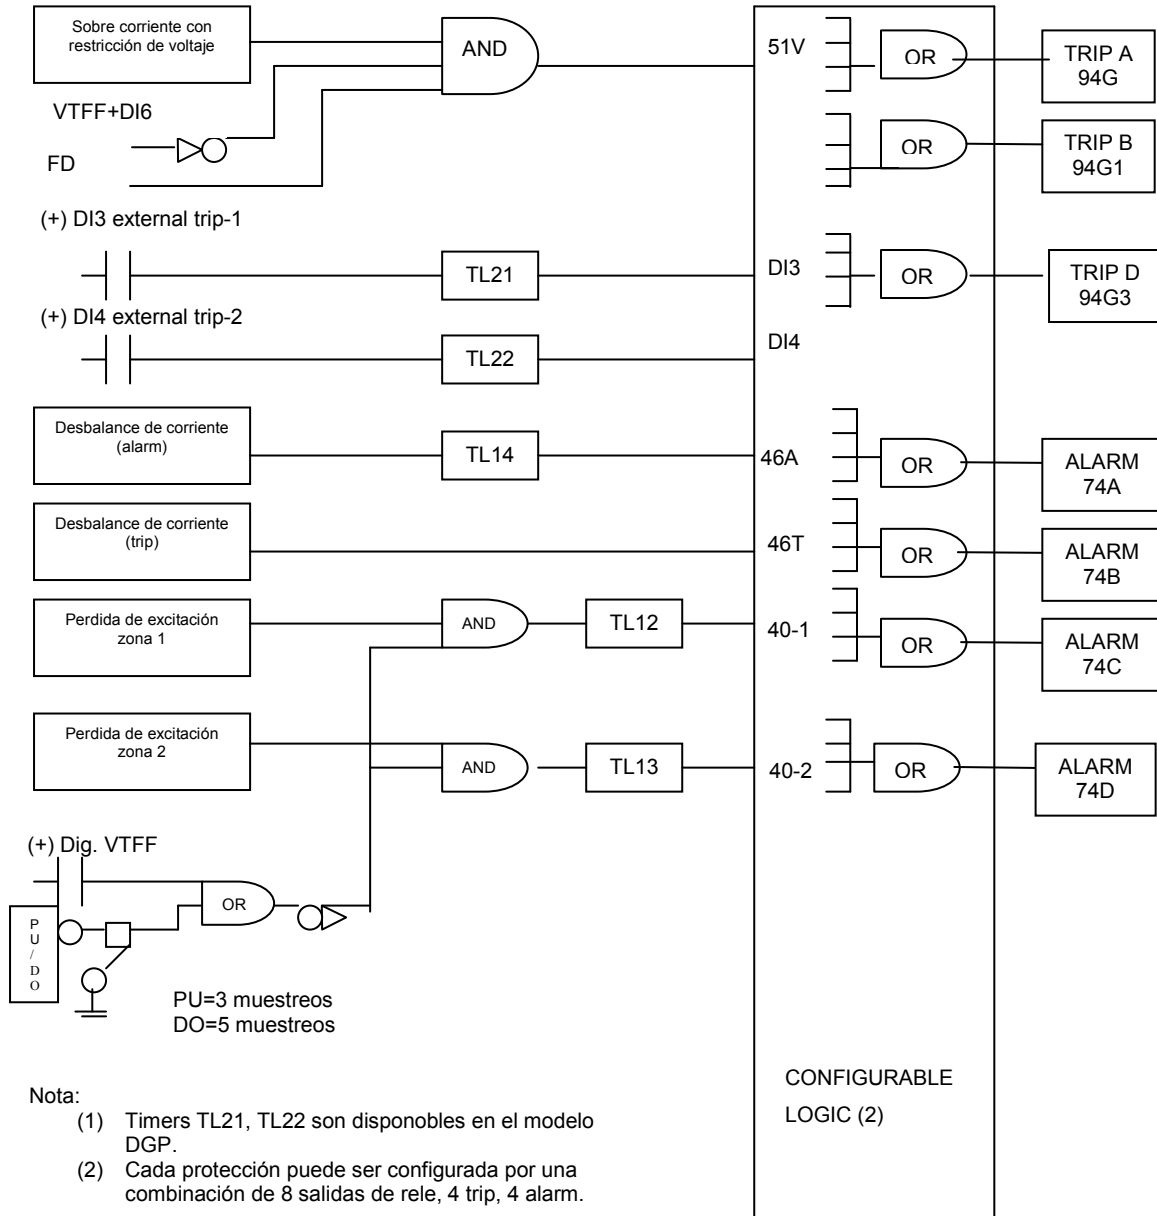 Sobre corriente con
restricción de voltaje
AND
51V
OR
TRIP A
94G
VTFF+DI6
OR
TRIP B
94G1
FD
(+) DI3 external trip-1
TL21
DI3
OR
TRIP D
94G3
(+) DI4 external trip-2
TL22
DI4
Desbalance de corriente
(alarm)
TL14
46A
OR
ALARM
74A
Desbalance de corriente
(trip)
46T
OR
ALARM
74B
Perdida de excitación
zona 1
AND
TL12
40-1
OR
ALARM
74C
Perdida de excitación
zona 2
AND
TL13
40-2
OR
ALARM
74D
(+) Dig. VTFF
OR
P
U
/
D
O
PU=3 muestreos
DO=5 muestreos
CONFIGURABLE
LOGIC (2)
Nota:
(1) Timers TL21, TL22 son disponobles en el modelo
DGP.
(2) Cada protección puede ser configurada por una
combinación de 8 salidas de rele, 4 trip, 4 alarm.